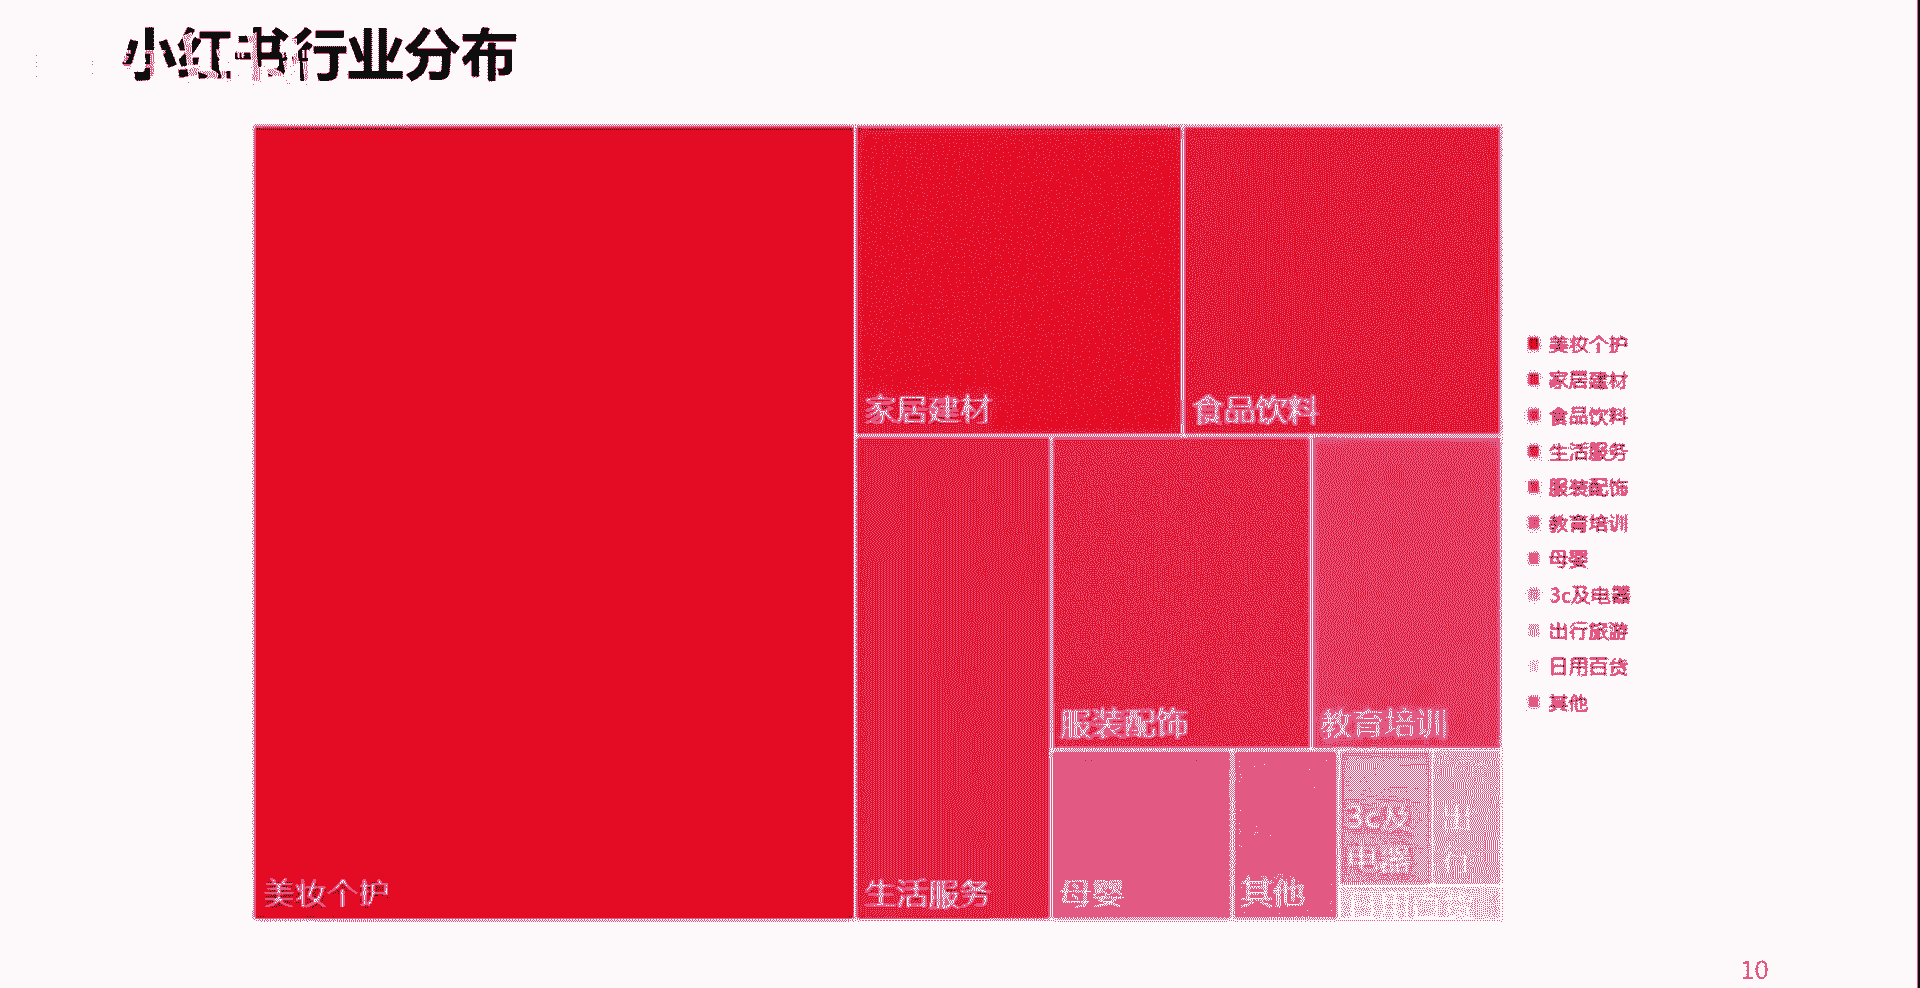 小红书行业分布
家居建材
食品饮料
美妆个护
生活服务
服装配饰
教育培训
母婴
其他
3c及
电器
出
行
美妆个护
家居建材
食品饮料
生活服务
服装配饰
教育培训
母婴
3c及电器
出行旅游
日用百货
其他
10